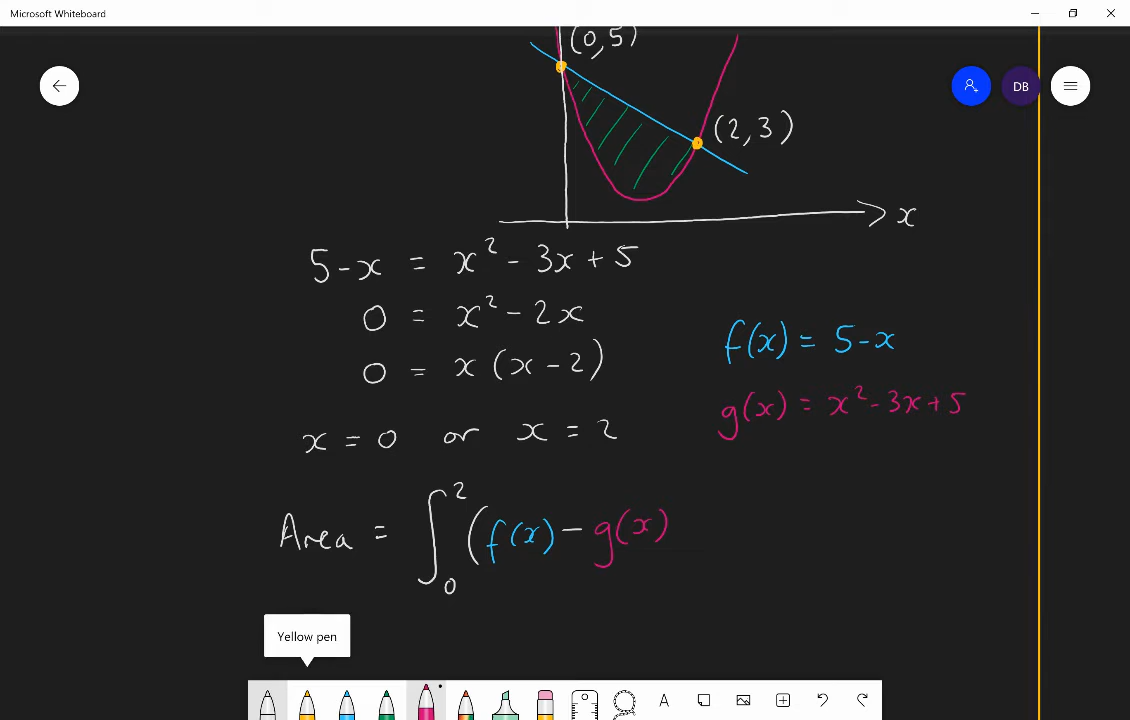 Microsoft Whiteboard
(0,5)
DB
(2,3)
x
5-x = x² - 3x + 5
0 = x² - 2x
f(x) = 5-x
0 = x (x - 2)
g(x) = x² - 3x + 5
x = 0 or x = 2
Area = ∫₀² (f(x) - g(x)
Yellow pen
A